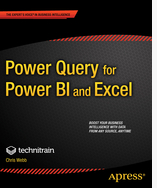 THE EXPERT'S VOICE® IN BUSINESS INTELLIGENCE
Power Query for
Power BI and Excel
BOOST YOUR BUSINESS
INTELLIGENCE WITH DATA
FROM ANY SOURCE, ANYTIME
technitrain
Chris Webb
Apress®